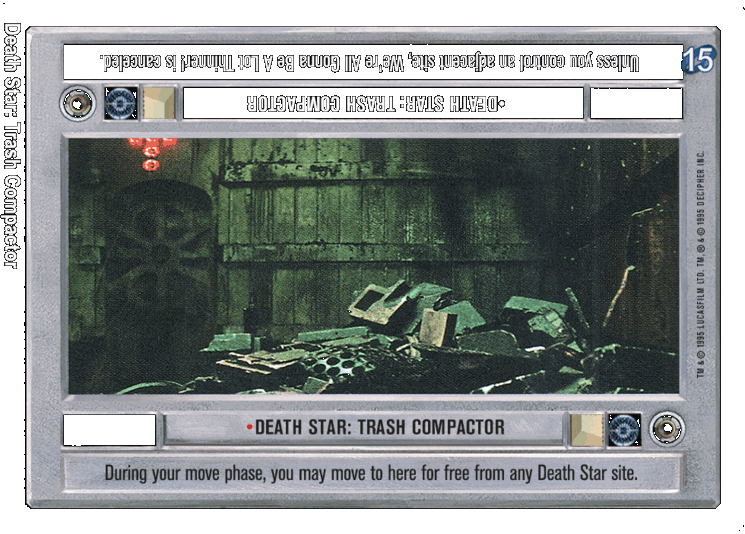 Unless you control an adjacent site, We're All Gonna Be A Lot Thinner! is canceled.
15
•DEATH STAR: TRASH COMPACTOR
Death Star: Trash Compactor
TM & © 1995 LUCASFILM LTD. TM, ® & © 1995 DECIPHER INC.
•DEATH STAR: TRASH COMPACTOR
During your move phase, you may move to here for free from any Death Star site.